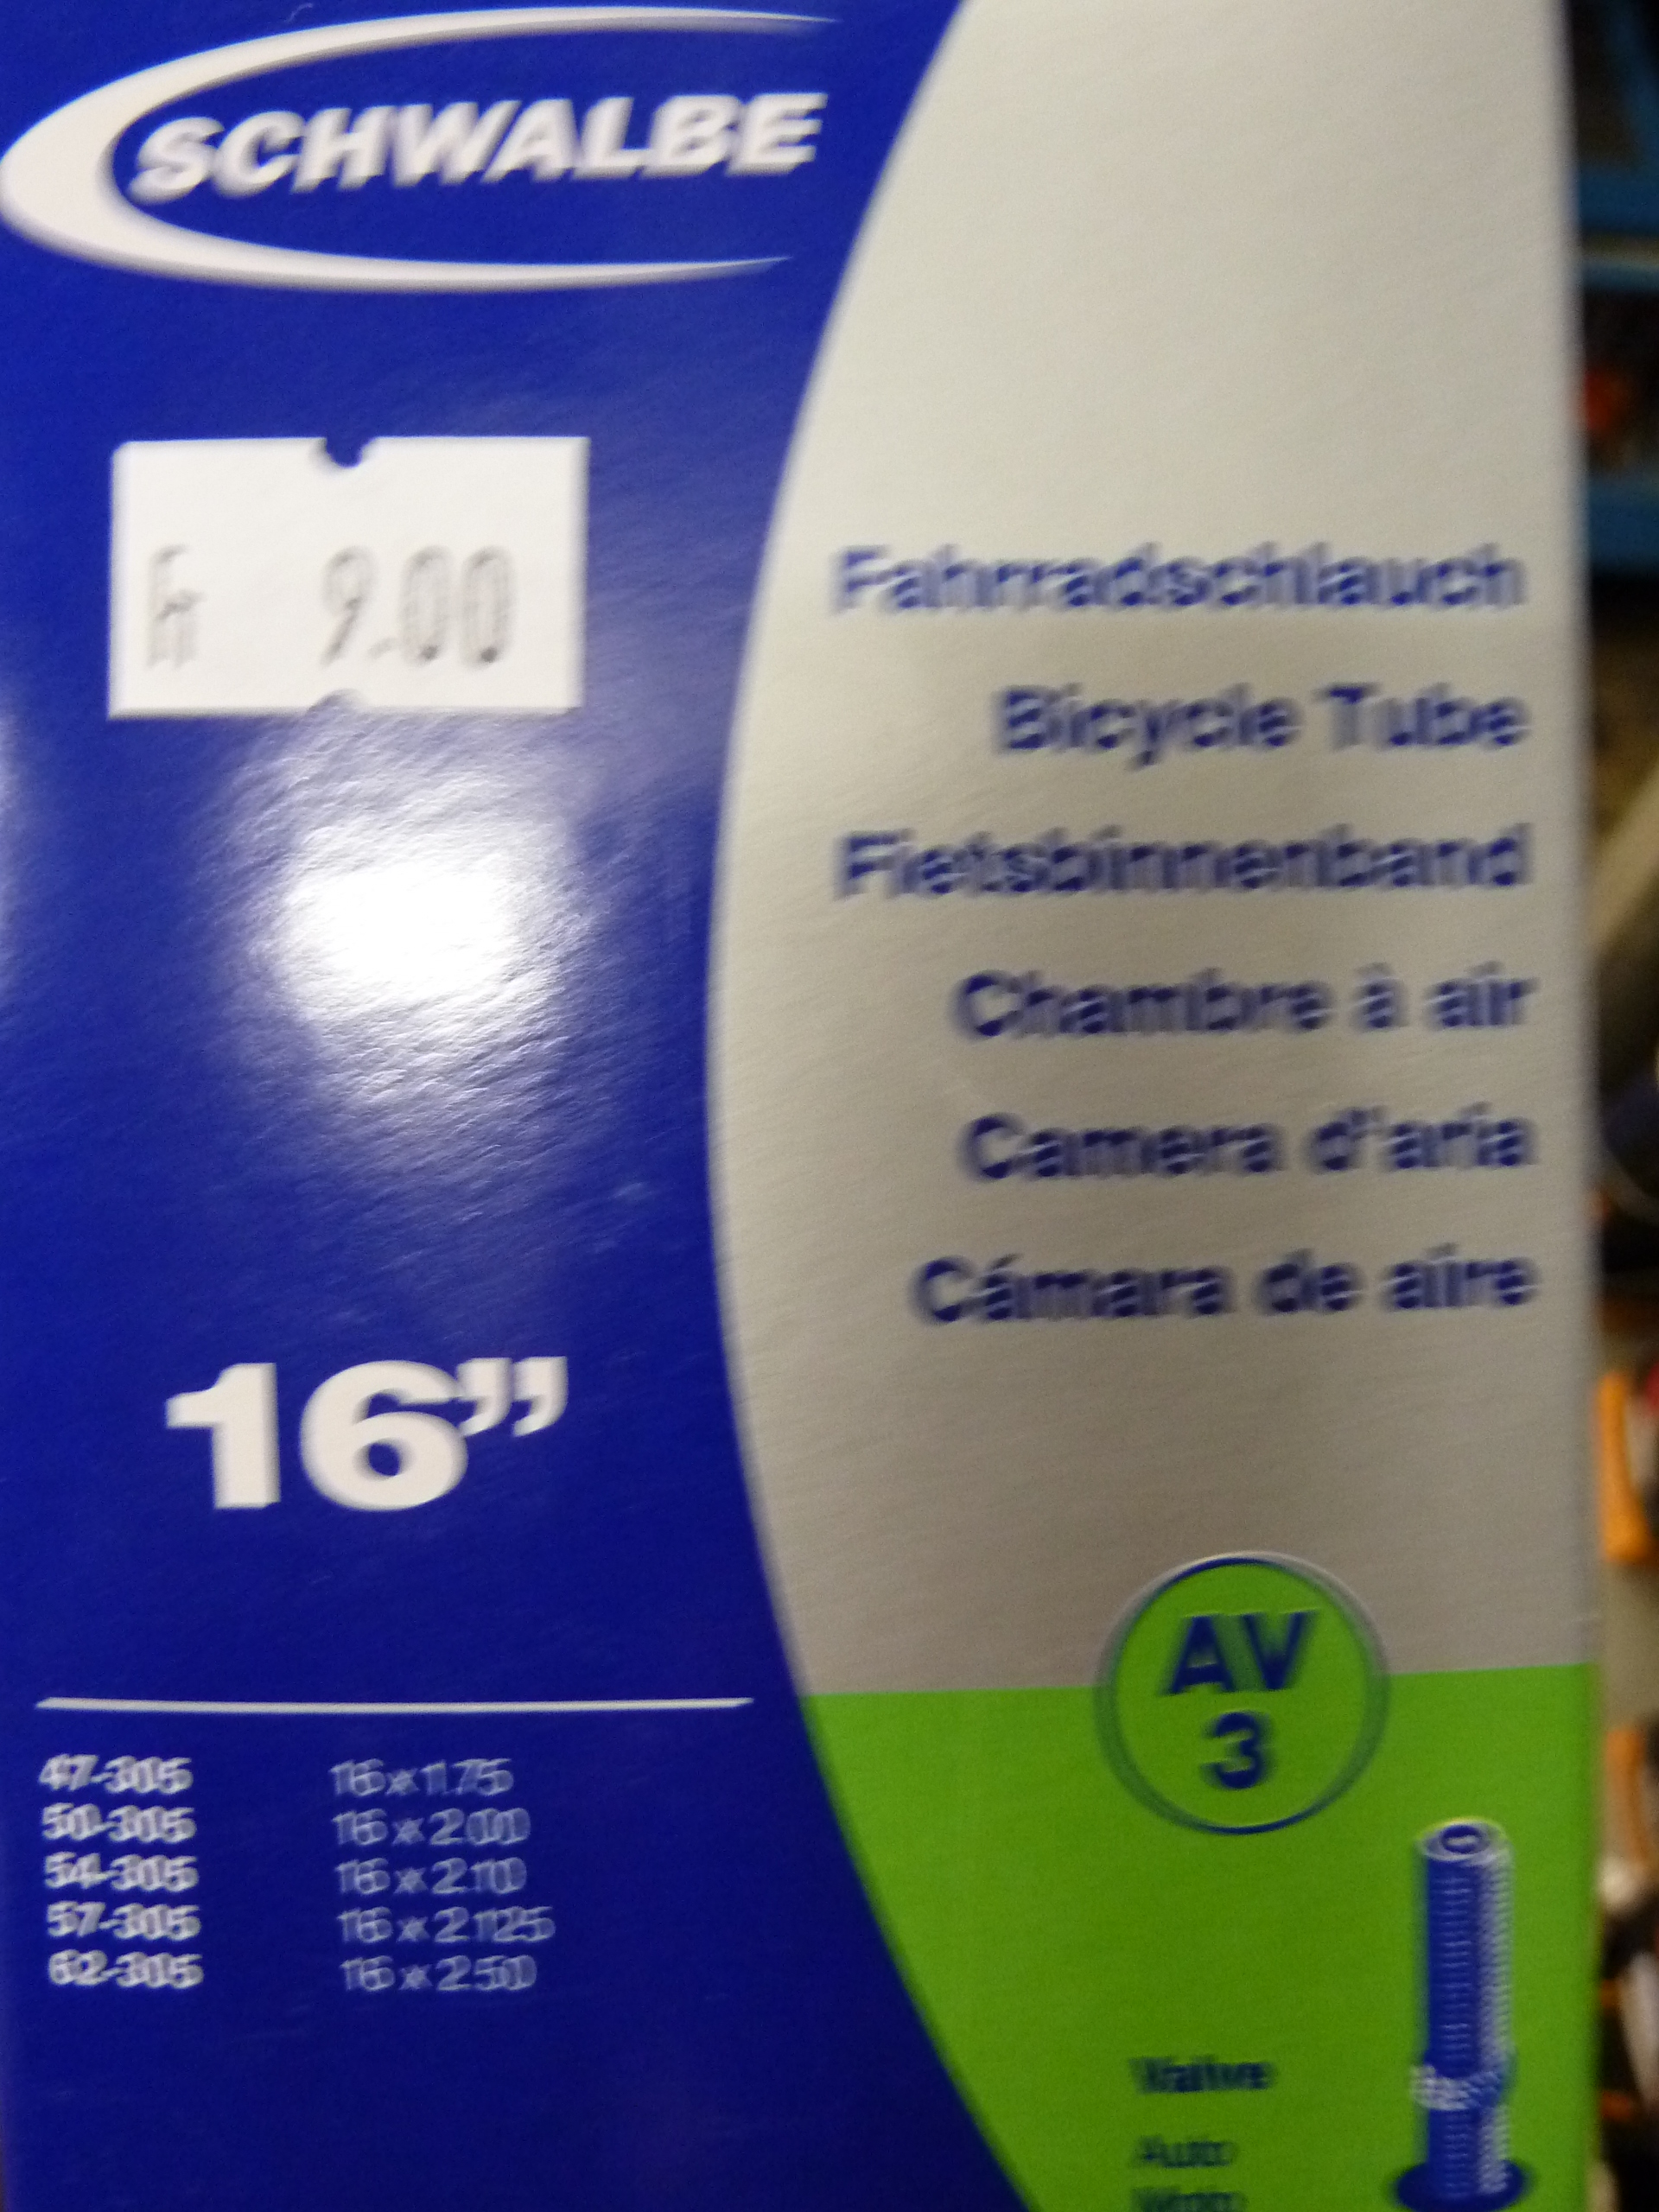 SCHWALBE
Fr 9.00
Fahrradschlauch
Bicycle Tube
Fietsbinnenband
Chambre à air
Camera d'aria
Cámara de aire
16"
AV
3
47-305 16 x 1.75
50-305 16 x 2.00
54-305 16 x 2.10
57-305 16 x 2.125
62-305 16 x 2.50
Valve
Auto